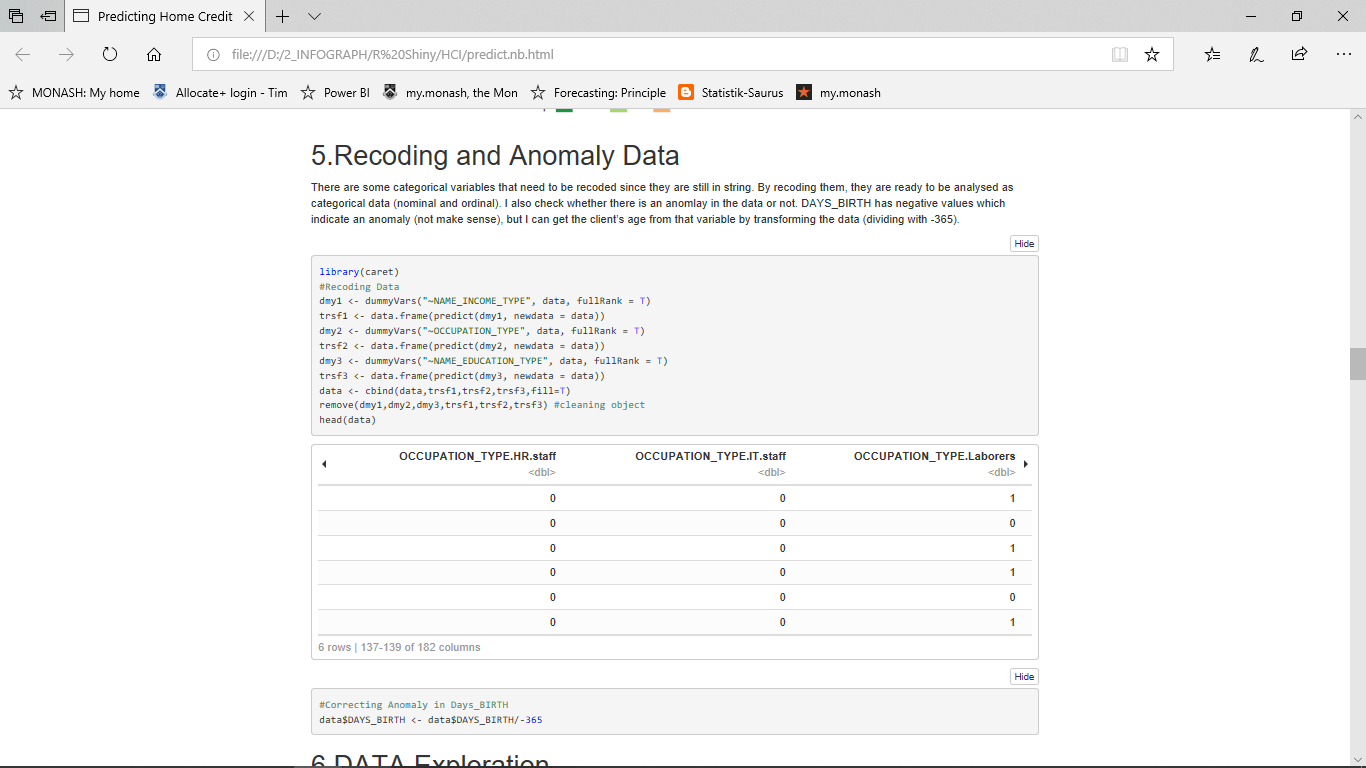 Predicting Home Credit
file:///D:/2_INFOGRAPH/R%20Shiny/HCI/predict.nb.html
MONASH: My home Allocate+ login - Tim Power BI my.monash, the Mon Forecasting: Principle Statistik-Saurus my.monash
5.Recoding and Anomaly Data
There are some categorical variables that need to be recoded since they are still in string. By recoding them, they are ready to be analysed as
categorical data (nominal and ordinal). I also check whether there is an anomlay in the data or not. DAYS_BIRTH has negative values which
indicate an anomaly (not make sense), but I can get the client's age from that variable by transforming the data (dividing with -365).
Hide
library(caret)
#Recoding Data
dmy1 <- dummyVars("~NAME_INCOME_TYPE", data, fullRank = T)
trsf1 <- data.frame(predict(dmy1, newdata = data))
dmy2 <- dummyVars("~OCCUPATION_TYPE", data, fullRank = T)
trsf2 <- data.frame(predict(dmy2, newdata = data))
dmy3 <- dummyVars("~NAME_EDUCATION_TYPE", data, fullRank = T)
trsf3 <- data.frame(predict(dmy3, newdata = data))
data <- cbind(data,trsf1,trsf2,trsf3,fill=T)
remove(dmy1,dmy2,dmy3,trsf1,trsf2,trsf3) #cleaning object
head(data)
OCCUPATION_TYPE.HR.staff OCCUPATION_TYPE.IT.staff OCCUPATION_TYPE.Laborers
<dbl> <dbl> <dbl>
0 0 1
0 0 0
0 0 1
0 0 1
0 0 0
0 0 1
6 rows | 137-139 of 182 columns
Hide
#Correcting Anomaly in Days_BIRTH
data$DAYS_BIRTH <- data$DAYS_BIRTH/-365
6.DATA Exploration